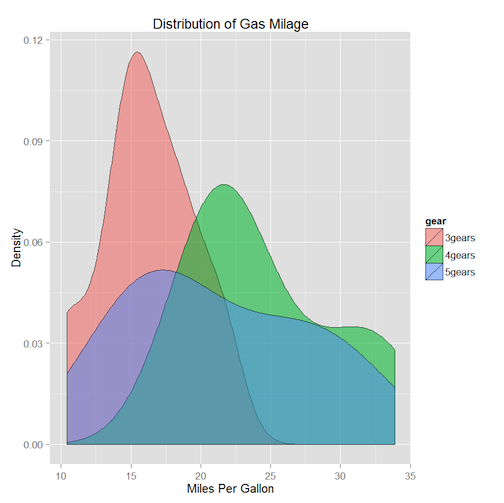 Distribution of Gas Milage
0.12
0.09
0.06
0.03
0.00
Density
10 15 20 25 30 35
Miles Per Gallon
gear
3gears
4gears
5gears